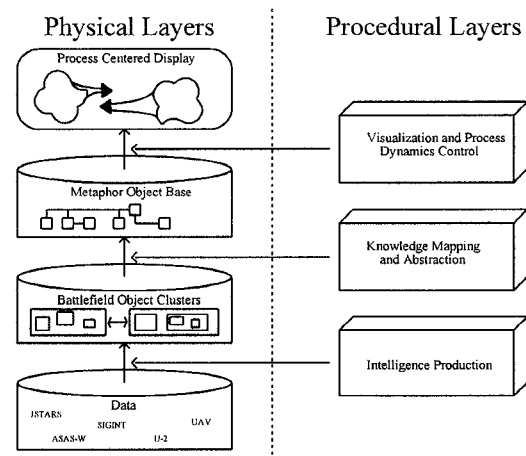 Physical Layers
Procedural Layers
Process Centered Display
Visualization and Process
Dynamics Control
Metaphor Object Base
Knowledge Mapping
and Abstraction
Battlefield Object Clusters
Intelligence Production
Data
JSTARS
SIGINT
UAV
ASAS-W
U-2